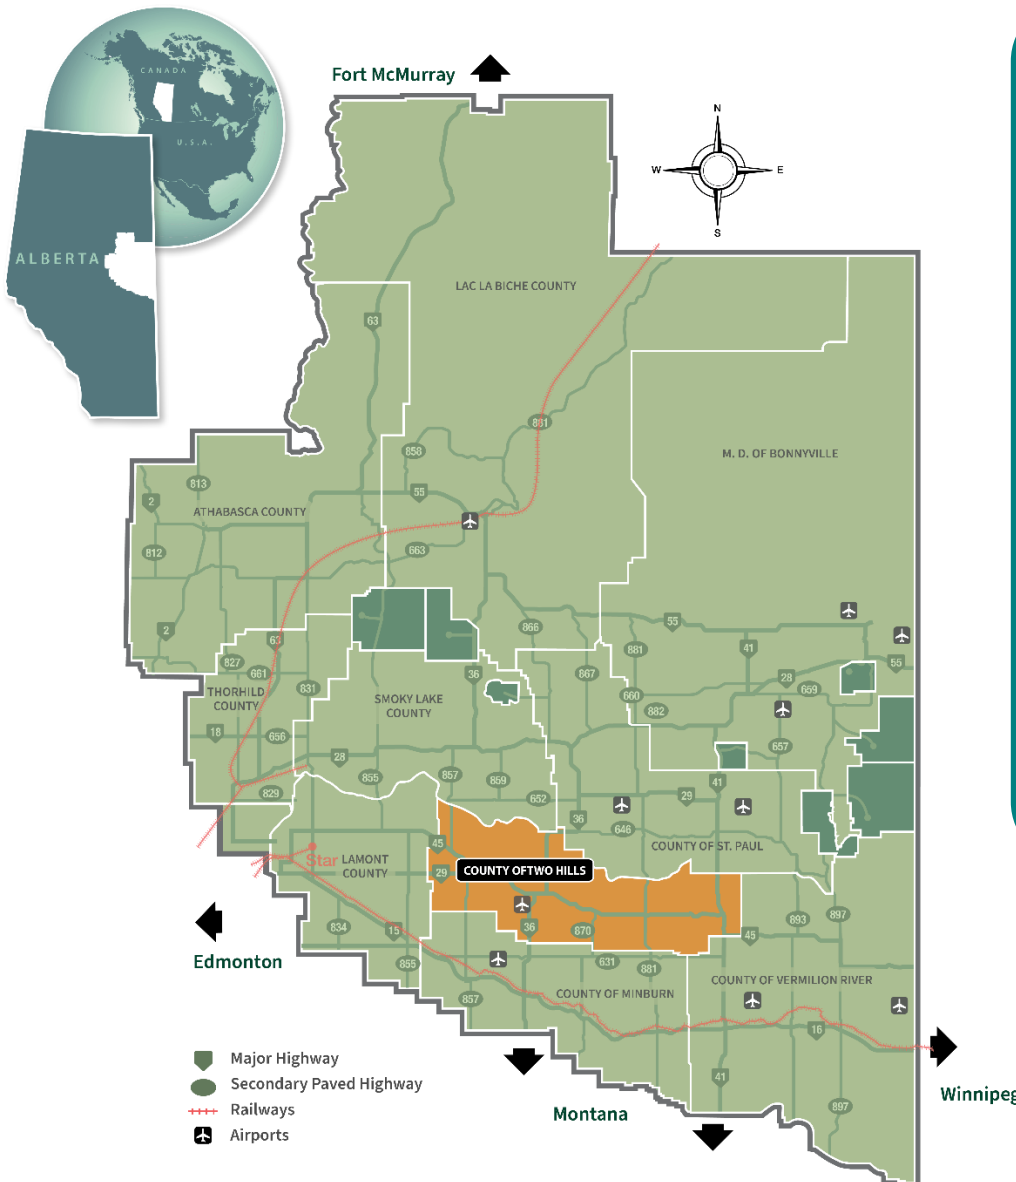 Fort McMurray
CANADA
U.S.A.
ALBERTA
N
W
E
S
LAC LA BICHE COUNTY
63
881
M. D. OF BONNYVILLE
858
813
55
2
ATHABASCA COUNTY
812
663
2
63
866
55
881
41
827
661
36
867
28
55
831
659
THORHILD
COUNTY
SMOKY LAKE
COUNTY
660
882
18
656
657
28
855
857
859
41
829
652
29
36
646
45
COUNTY OF ST. PAUL
Star
LAMONT
COUNTY
29
COUNTY OFTWO HILLS
834
15
36
870
893
897
45
Edmonton
855
631
881
COUNTY OF VERMILION RIVER
857
COUNTY OF MINBURN
16
Major Highway
Secondary Paved Highway
41
Winnipeg
Railways
Montana
897
Airports